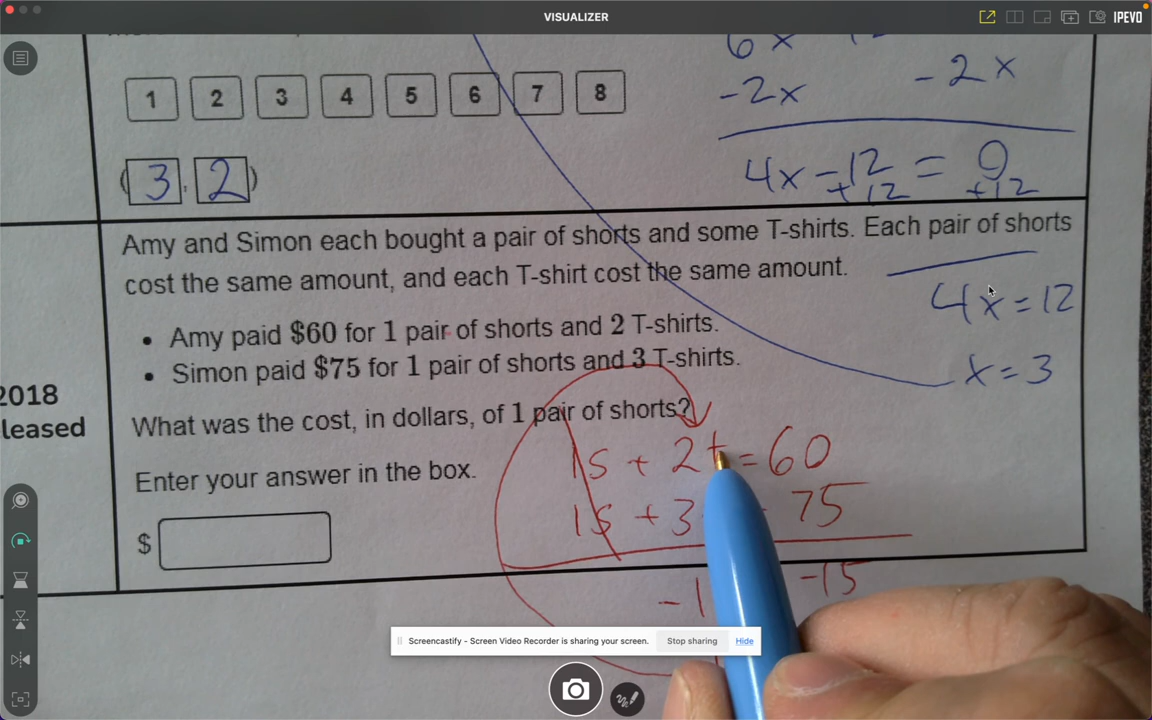 VISUALIZER
IPEVO
6x
-2x -2x
1 2 3 4 5 6 7 8
4x -12 = 9
+12 +12
(3, 2)
Amy and Simon each bought a pair of shorts and some T-shirts. Each pair of shorts
cost the same amount, and each T-shirt cost the same amount.
4x = 12
• Amy paid $60 for 1 pair of shorts and 2 T-shirts.
• Simon paid $75 for 1 pair of shorts and 3 T-shirts.
x = 3
2018
leased
What was the cost, in dollars, of 1 pair of shorts?
1s + 2t = 60
Enter your answer in the box.
1s + 3 75
$
-1 -15
Screencastify - Screen Video Recorder is sharing your screen. Stop sharing Hide